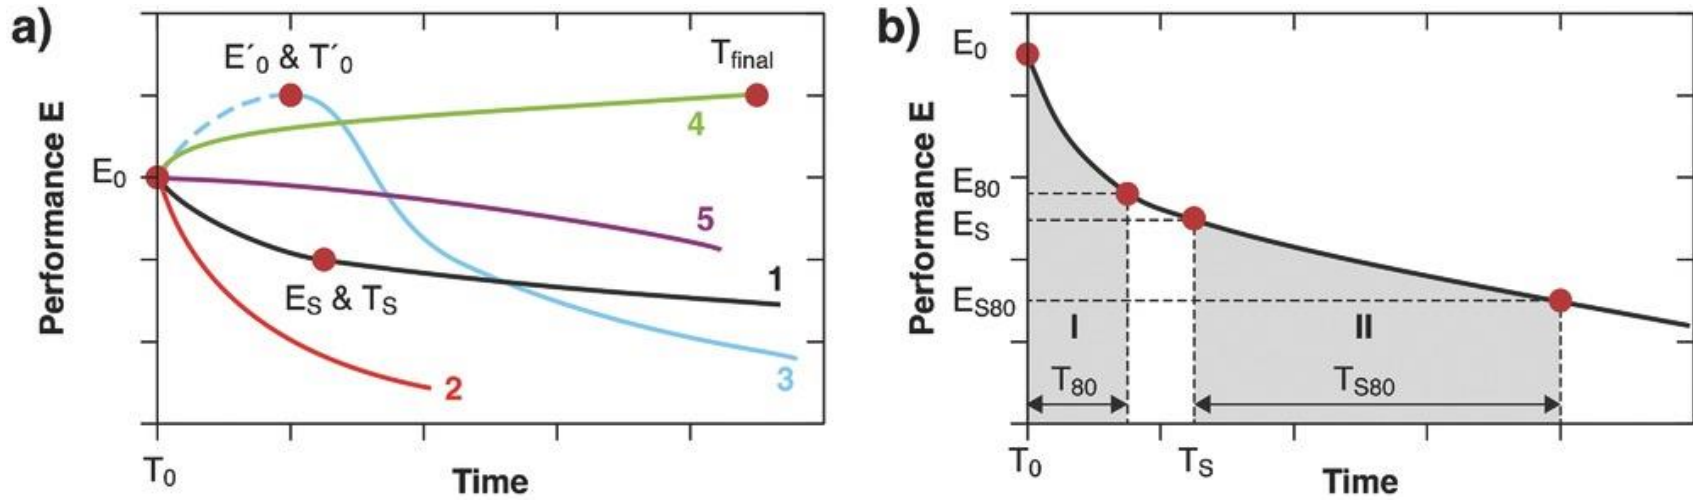 a)
E´0 & T´0
Tfinal
4
E0
5
1
ES & TS
2
3
Performance E
T0
Time
b)
E0
E80
ES
ES80
I
II
T80
TS80
Performance E
T0
TS
Time